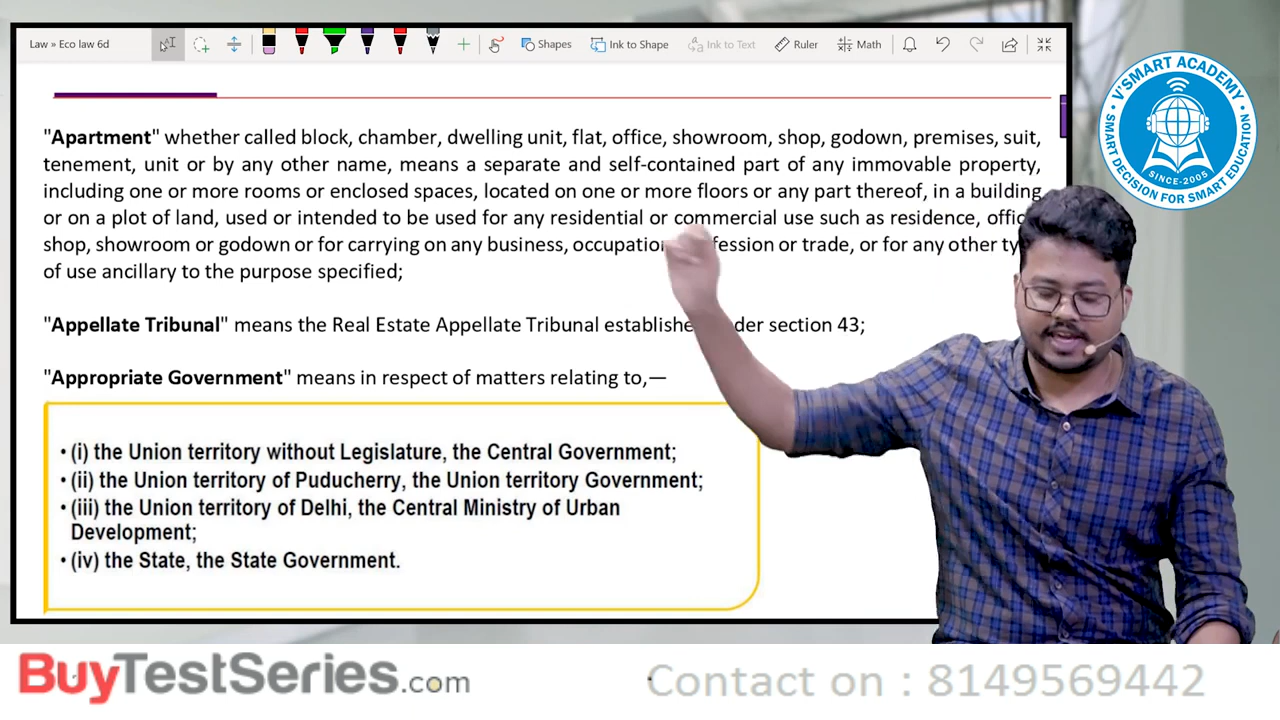 Law » Eco law 6d
Shapes
Ink to Shape
Ink to Text
Ruler
Math
"Apartment" whether called block, chamber, dwelling unit, flat, office, showroom, shop, godown, premises, suit,
tenement, unit or by any other name, means a separate and self-contained part of any immovable property,
including one or more rooms or enclosed spaces, located on one or more floors or any part thereof, in a building
or on a plot of land, used or intended to be used for any residential or commercial use such as residence,
shop, showroom or godown or for carrying on any business, or trade, or for any other
of use ancillary to the purpose specified;
"Appellate Tribunal" means the Real Estate Appellate Tribunal section 43;
"Appropriate Government" means in respect of matters relating to,—
• (i) the Union territory without Legislature, the Central Government;
• (ii) the Union territory of Puducherry, the Union territory Government;
• (iii) the Union territory of Delhi, the Central Ministry of Urban
Development;
• (iv) the State, the State Government.
V'SMART ACADEMY
SINCE-2005
SMART DECISION FOR SMART EDUCATION
BuyTestSeries.com
Contact on : 8149569442